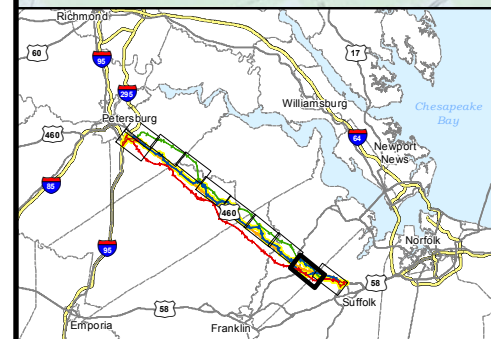 Richmond
60
95
17
295
Williamsburg
Chesapeake
Bay
Petersburg
460
64
Newport
News
85
460
95
Norfolk
58
Suffolk
58
Emporia
Franklin